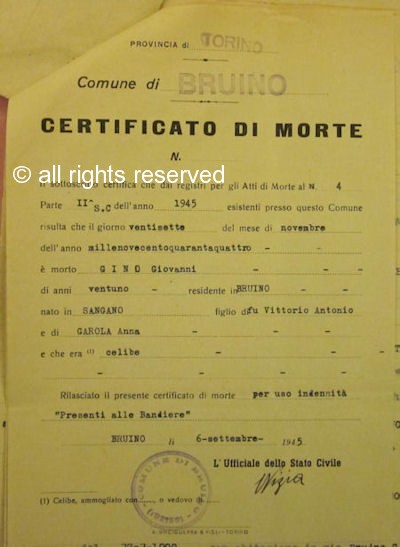 PROVINCIA di TORINO
Comune di BRUINO
CERTIFICATO DI MORTE
N.
© all rights reserved
Il sottoscritto certifica che dai registri per gli Atti di Morte al N. 4
Parte II^ S.C dell'anno 1945 esistenti presso questo Comune
risulta che il giorno ventisette del mese di novembre
dell'anno millenovecentoquarantaquattro - -
è morto GINO Giovanni - - -
di anni ventuno - residente in BRUINO - -
nato in SANGANO figlio di fu Vittorio Antonio
e di GAROLA Anna - - - -
e che era (1) celibe - - - -
- - - - -
Rilasciato il presente certificato di morte per uso indennità
"Presenti alle Bandiere"
BRUINO li 6-settembre- 1945
L'Ufficiale dello Stato Civile
COMUNE DI BRUINO (TORINO)
(1) Celibe, ammogliato con......, o vedovo di